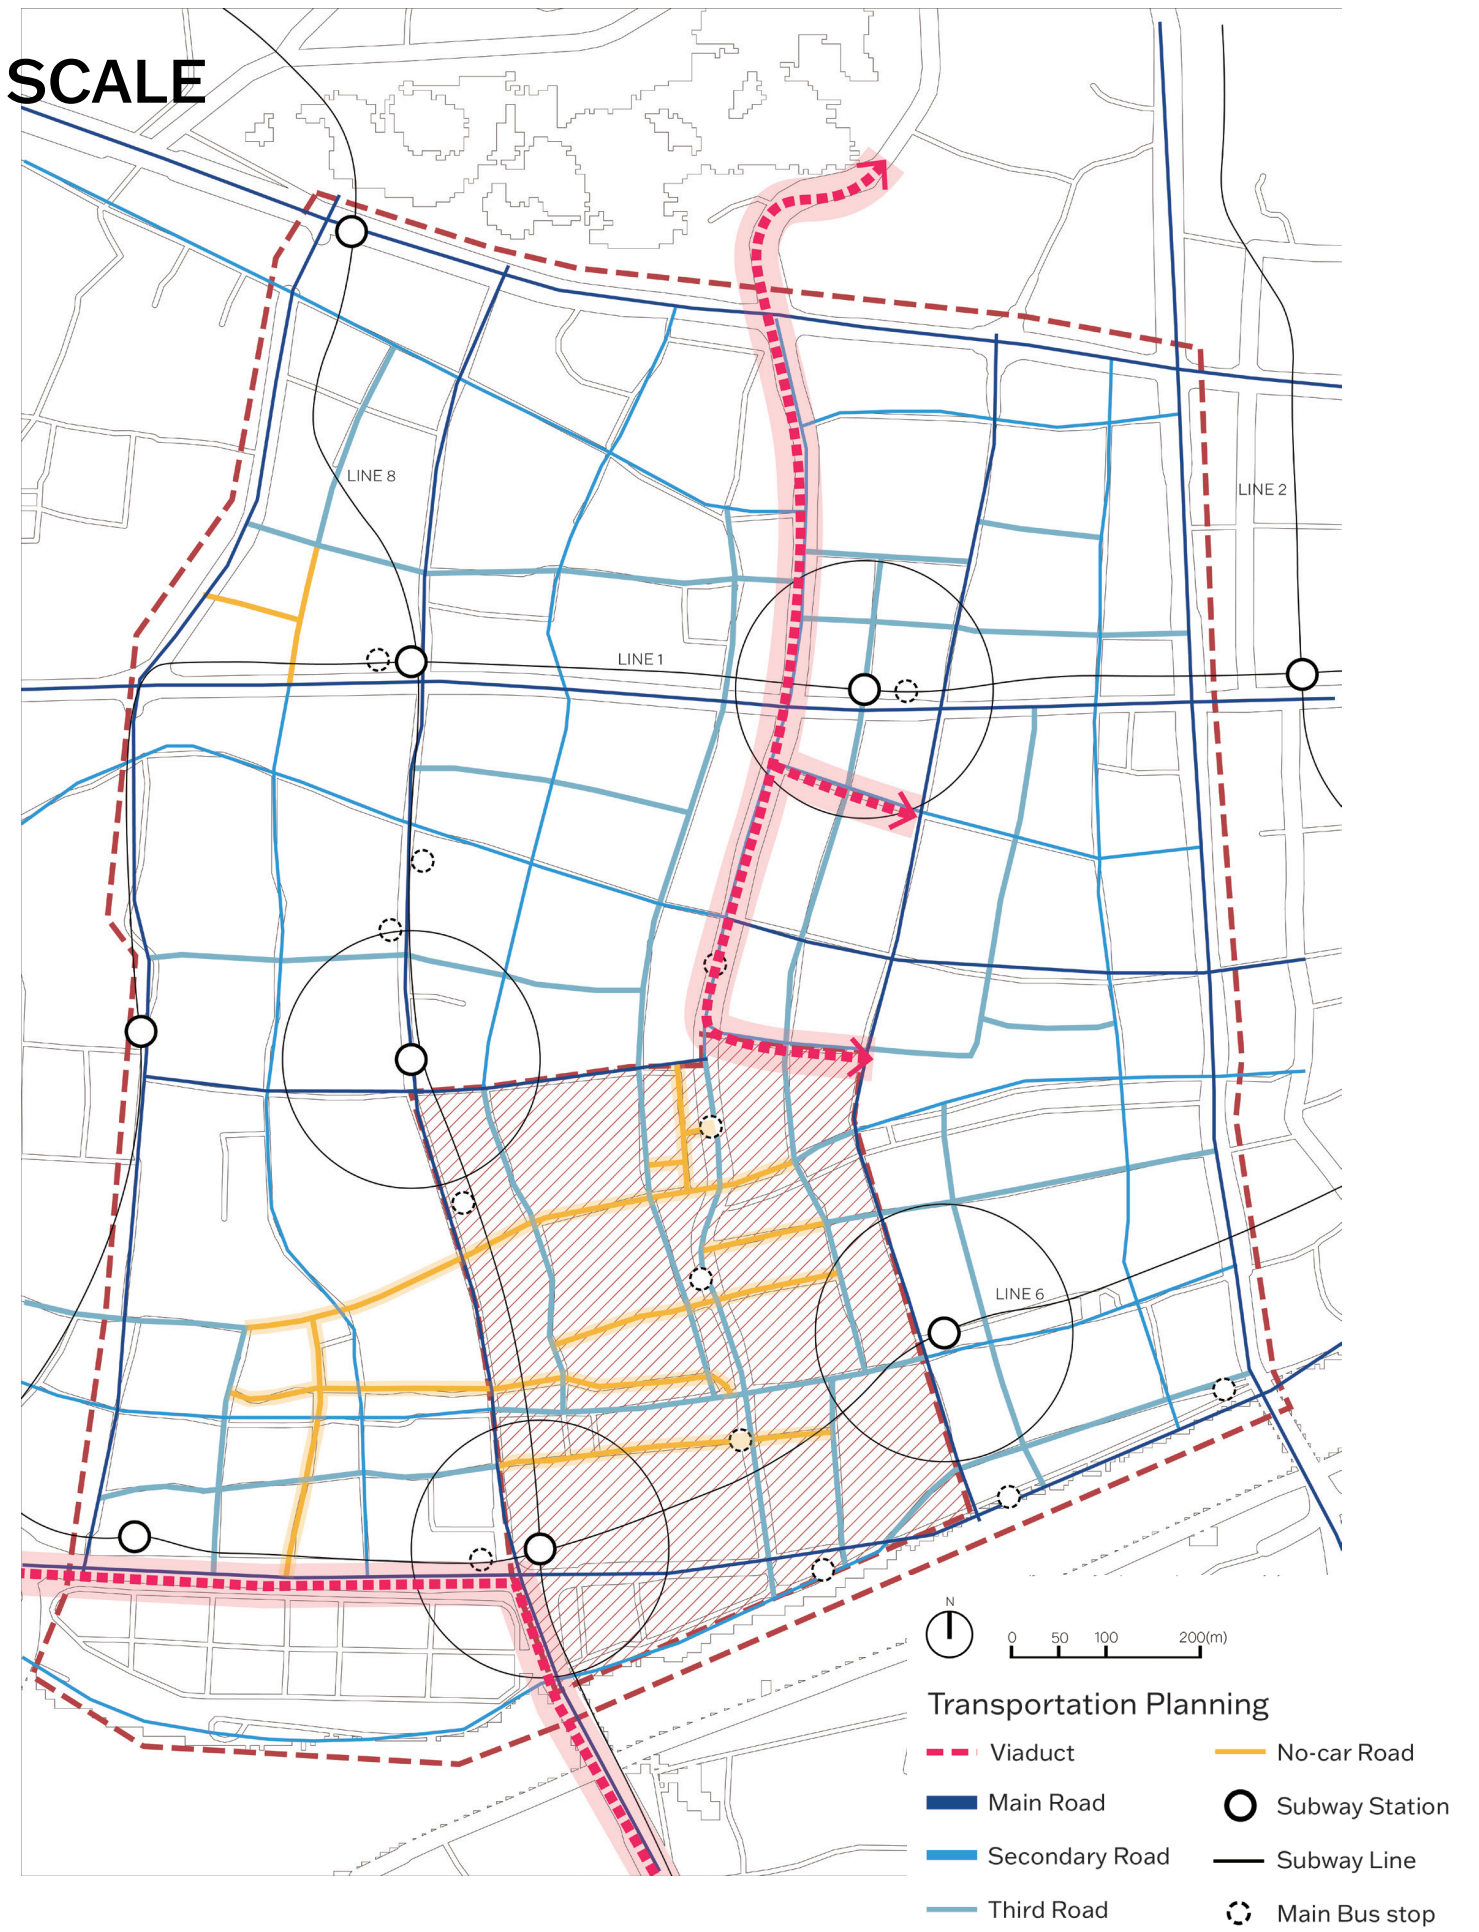 SCALE
LINE 8
LINE 2
LINE 1
LINE 6
N
0 50 100 200(m)
Transportation Planning
Viaduct
No-car Road
Main Road
Subway Station
Secondary Road
Subway Line
Third Road
Main Bus stop